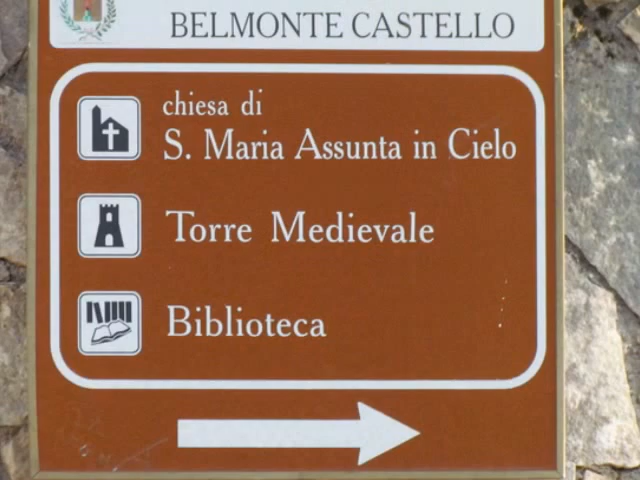 BELMONTE CASTELLO
chiesa di
S. Maria Assunta in Cielo
Torre Medievale
Biblioteca